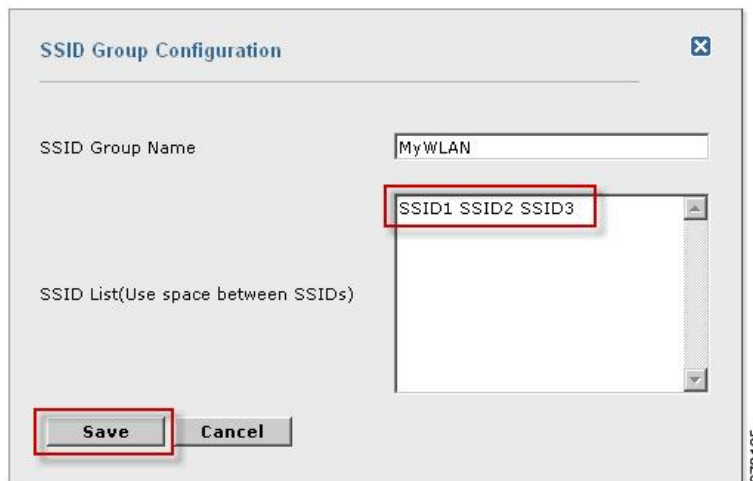 SSID Group Configuration
SSID Group Name
MyWLAN
SSID1 SSID2 SSID3
SSID List(Use space between SSIDs)
Save
Cancel